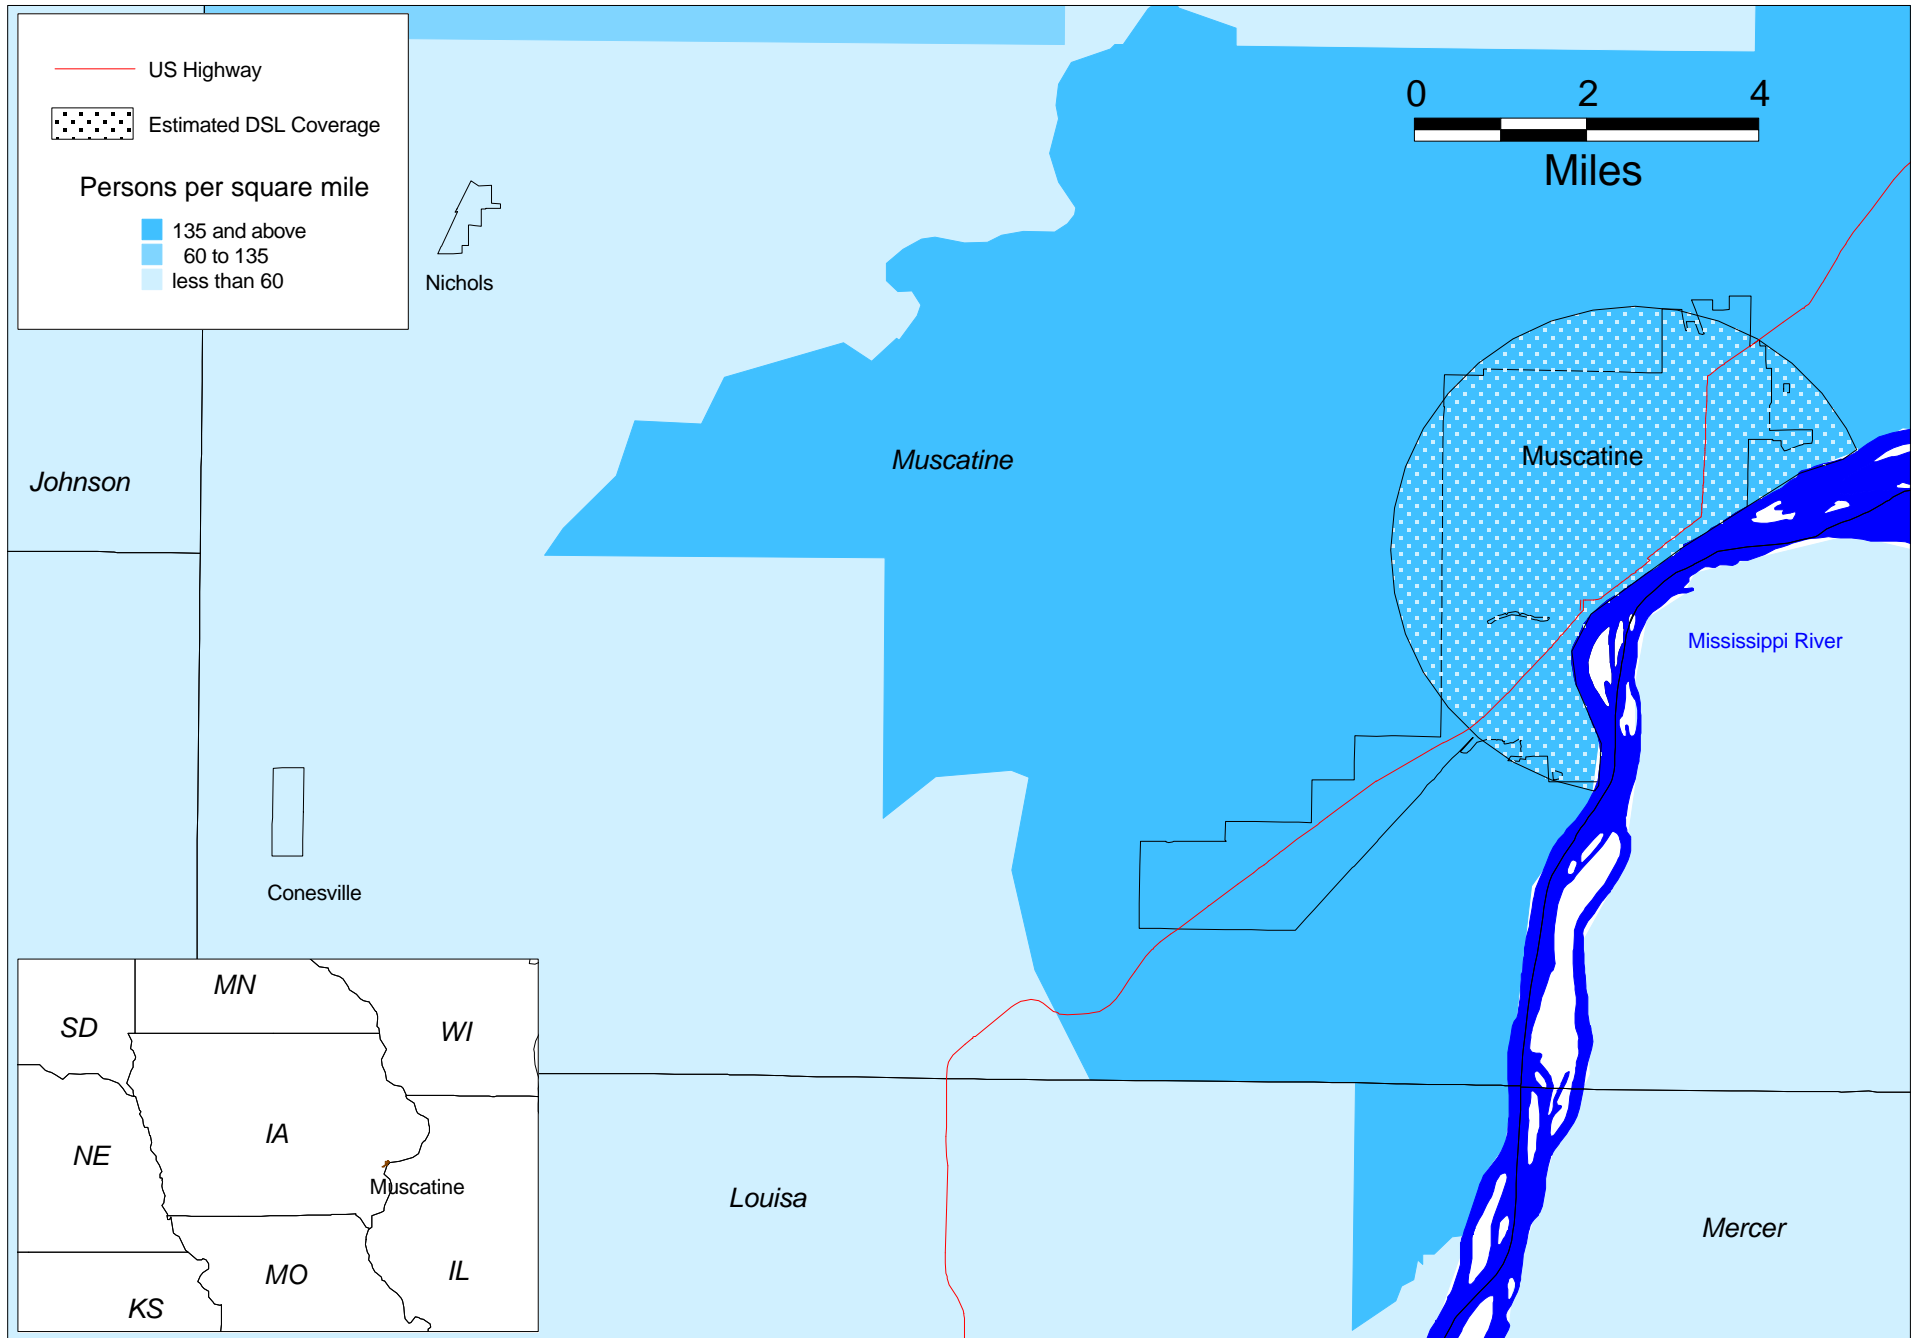 US Highway
Estimated DSL Coverage
Persons per square mile
135 and above
60 to 135
less than 60
0 2 4
Miles
Nichols
Muscatine
Muscatine
Johnson
Mississippi River
Conesville
MN
SD
WI
IA
NE
Muscatine
MO
IL
KS
Louisa
Mercer